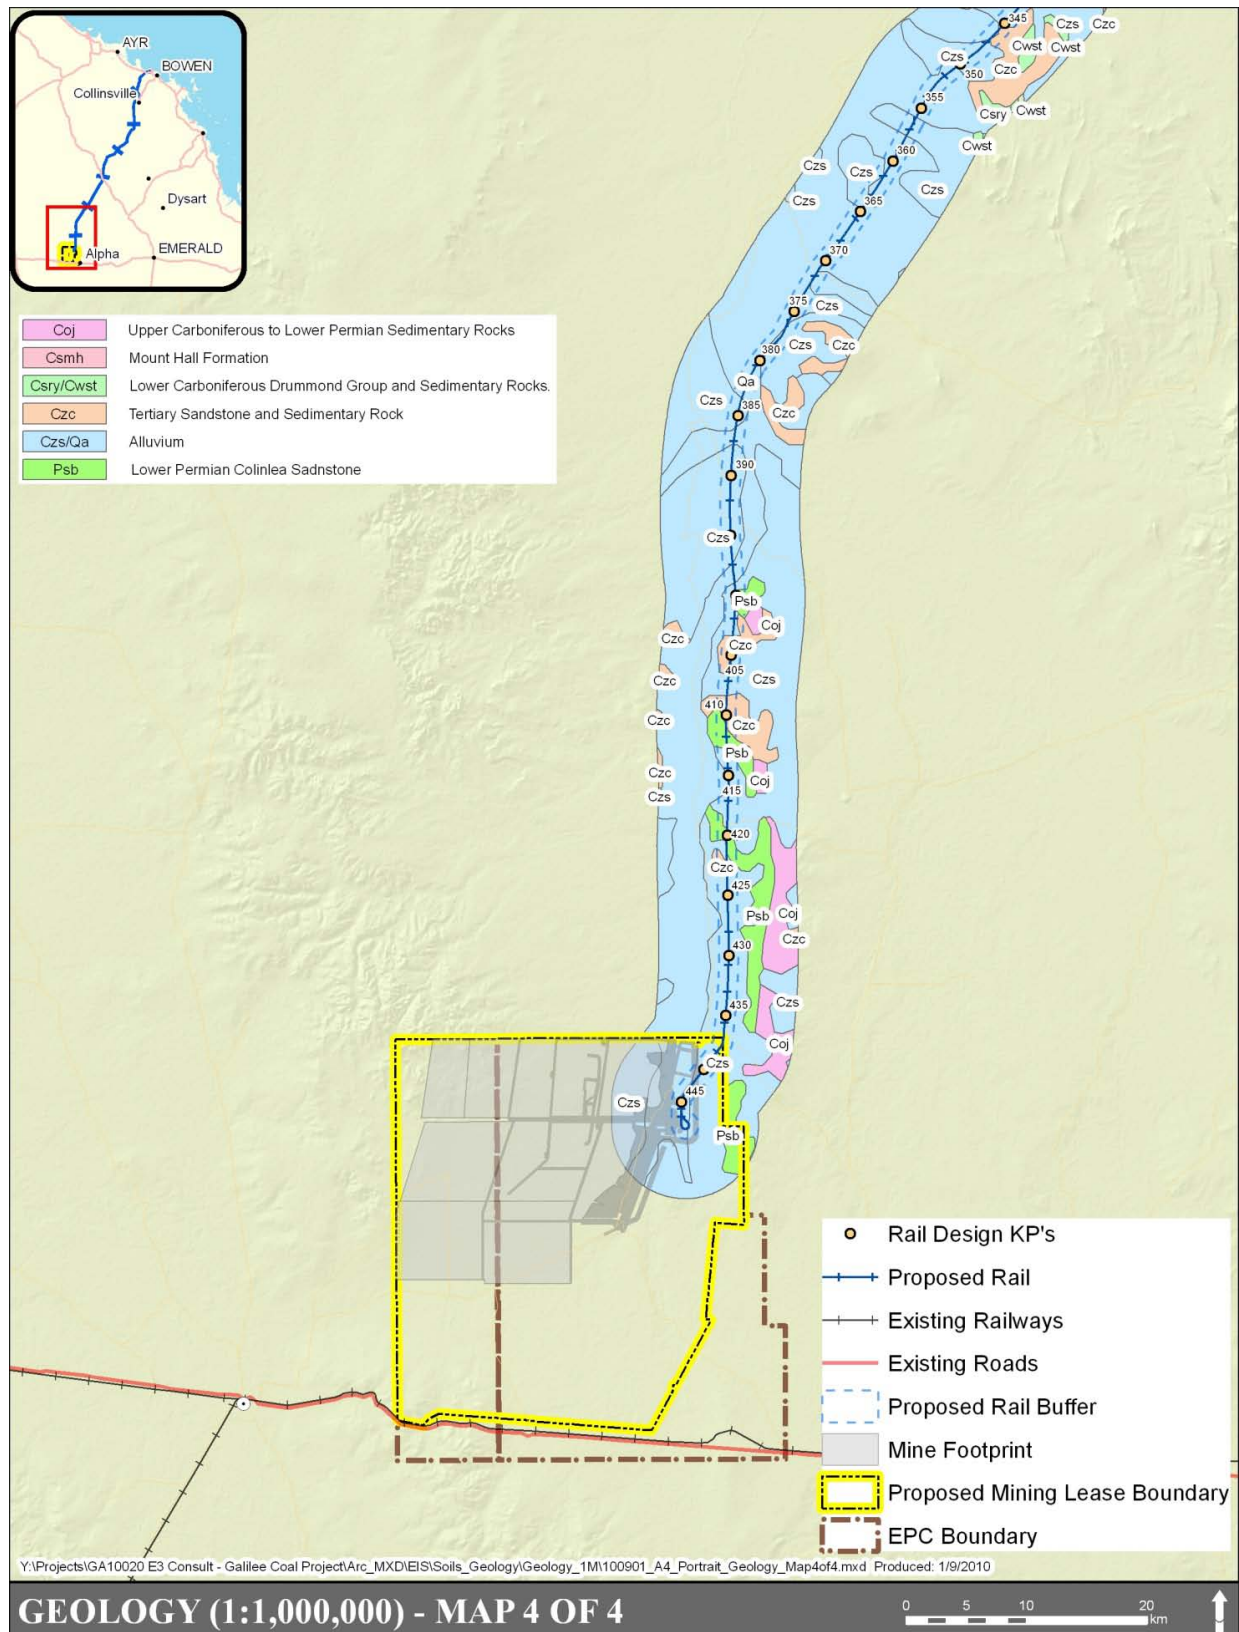 AYR
BOWEN
Collinsville
Dysart
EMERALD
Alpha
Coj Upper Carboniferous to Lower Permian Sedimentary Rocks
Csmh Mount Hall Formation
Csry/Cwst Lower Carboniferous Drummond Group and Sedimentary Rocks.
Czc Tertiary Sandstone and Sedimentary Rock
Czs/Qa Alluvium
Psb Lower Permian Colinlea Sadnstone
345
Czs
Czc
Cwst
Cwst
Czs
Czc
350
355
Csry
Cwst
Cwst
360
Czs
Czs
Czs
Czs
365
370
375
Czs
Czs
Czc
380
Qa
Czs
385
Czc
390
Czs
Psb
Coj
Czc
Czc
405
Czs
Czc
410
Czc
Czc
Psb
Czc
Coj
415
Czs
420
Czc
425
Psb
Coj
Czc
430
435
Czs
Coj
Czs
445
Czs
Psb
Rail Design KP's
Proposed Rail
Existing Railways
Existing Roads
Proposed Rail Buffer
Mine Footprint
Proposed Mining Lease Boundary
EPC Boundary
Y:\Projects\GA10020 E3 Consult - Galilee Coal Project\Arc_MXD\EIS\Soils_Geology\Geology_1M\100901_A4_Portrait_Geology_Map4of4.mxd Produced: 1/9/2010
GEOLOGY (1:1,000,000) - MAP 4 OF 4
0 5 10 20
km